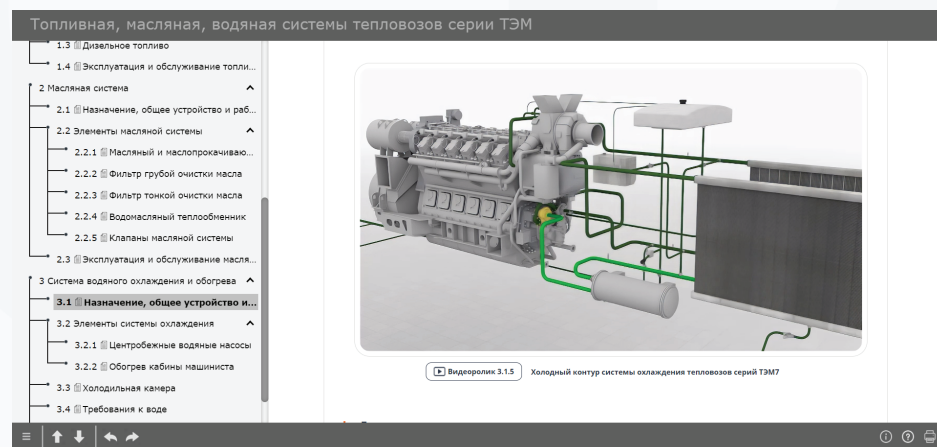 Топливная, масляная, водяная системы тепловозов серии ТЭМ
1.3 Дизельное топливо
1.4 Эксплуатация и обслуживание топли...
2 Масляная система
2.1 Назначение, общее устройство и раб...
2.2 Элементы масляной системы
2.2.1 Масляный и маслопрокачиваю...
2.2.2 Фильтр грубой очистки масла
2.2.3 Фильтр тонкой очистки масла
2.2.4 Водомасляный теплообменник
2.2.5 Клапаны масляной системы
2.3 Эксплуатация и обслуживание масля...
3 Система водяного охлаждения и обогрева
3.1 Назначение, общее устройство и...
3.2 Элементы системы охлаждения
3.2.1 Центробежные водяные насосы
3.2.2 Обогрев кабины машиниста
3.3 Холодильная камера
3.4 Требования к воде
Видеоролик 3.1.5 Холодный контур системы охлаждения тепловозов серий ТЭМ7